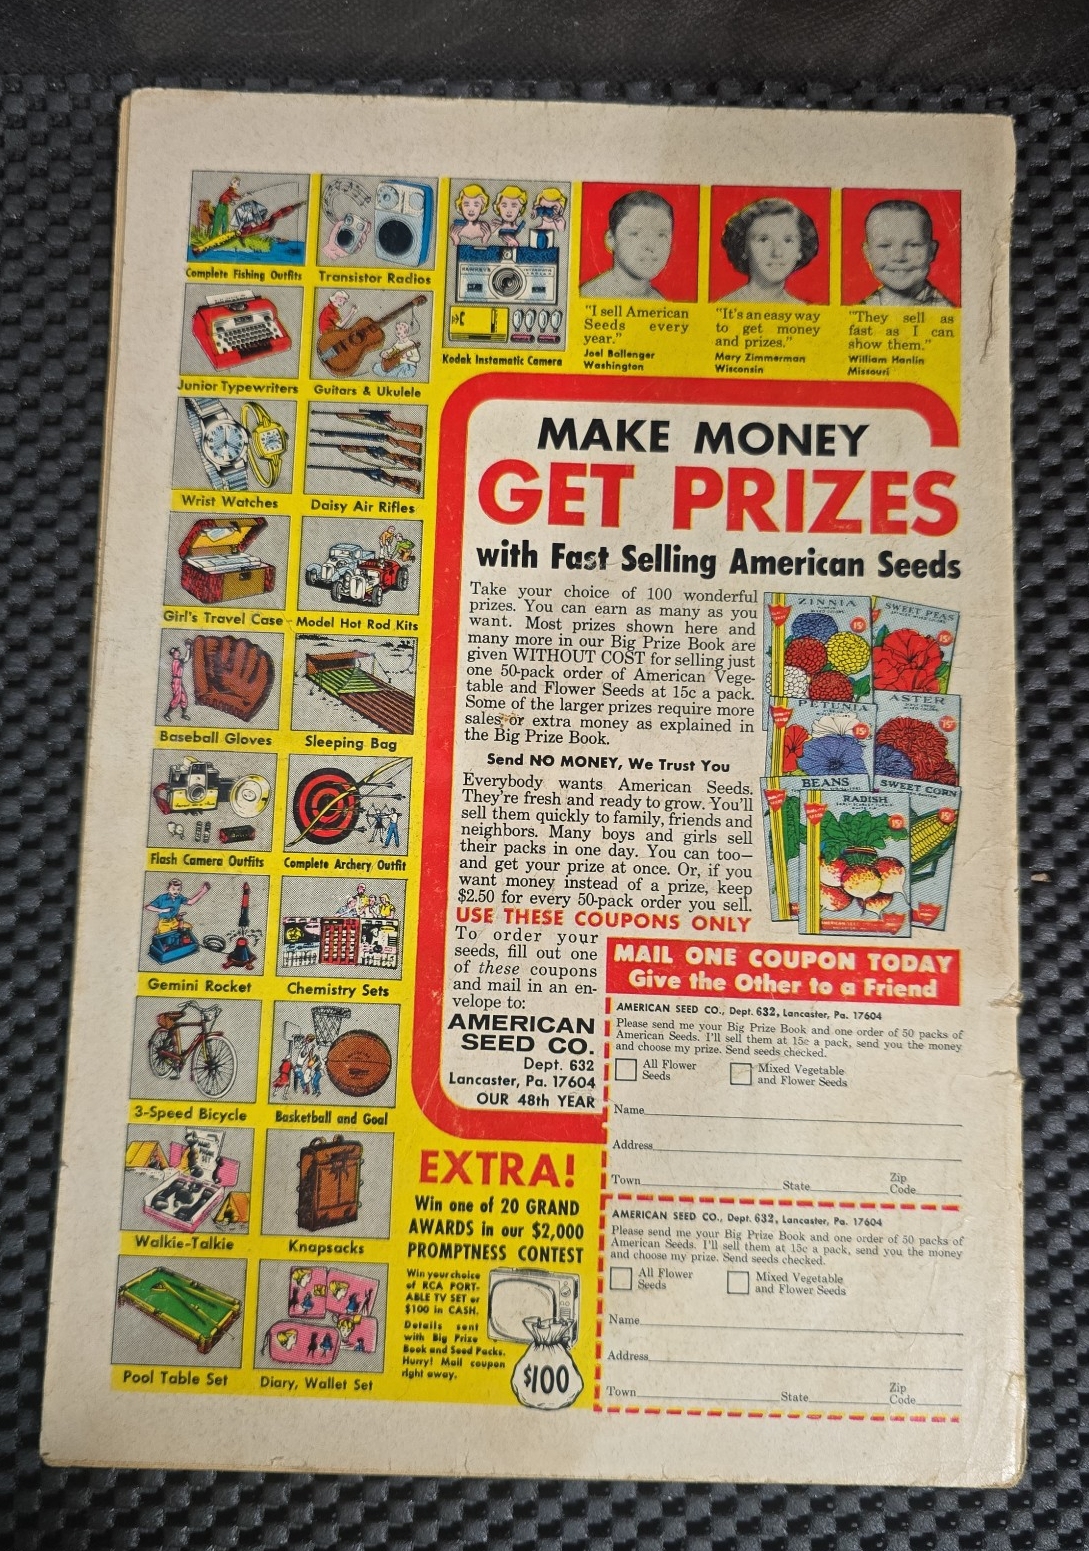 Complete Fishing Outfits
Transistor Radios
Kodak Instamatic Camera
"I sell American
Seeds every
year."
Joel Ballenger
Washington
"It's an easy way
to get money
and prizes."
Mary Zimmerman
Wisconsin
"They sell as
fast as I can
show them."
William Hanlin
Missouri
Junior Typewriters
Guitars & Ukulele
Wrist Watches
Daisy Air Rifles
Girl's Travel Case
Model Hot Rod Kits
Baseball Gloves
Sleeping Bag
Flash Camera Outfits
Complete Archery Outfit
Gemini Rocket
Chemistry Sets
3-Speed Bicycle
Basketball and Goal
Walkie-Talkie
Knapsacks
Pool Table Set
Diary, Wallet Set
MAKE MONEY
GET PRIZES
with Fast Selling American Seeds
Take your choice of 100 wonderful
prizes. You can earn as many as you
want. Most prizes shown here and
many more in our Big Prize Book are
given WITHOUT COST for selling just
one 50-pack order of American Vege-
table and Flower Seeds at 15c a pack.
Some of the larger prizes require more
sales or extra money as explained in
the Big Prize Book.
Send NO MONEY, We Trust You
Everybody wants American Seeds.
They're fresh and ready to grow. You'll
sell them quickly to family, friends and
neighbors. Many boys and girls sell
their packs in one day. You can too—
and get your prize at once. Or, if you
want money instead of a prize, keep
$2.50 for every 50-pack order you sell.
USE THESE COUPONS ONLY
To order your
seeds, fill out one
of these coupons
and mail in an en-
velope to:
AMERICAN
SEED CO.
Dept. 632
Lancaster, Pa. 17604
OUR 48th YEAR
ZINNIA
15¢
SWEET PEAS
15¢
PETUNIA
15¢
ASTER
15¢
BEANS
SWEET CORN
15¢
RADISH
15¢
MAIL ONE COUPON TODAY
Give the Other to a Friend
AMERICAN SEED CO., Dept. 632, Lancaster, Pa. 17604
Please send me your Big Prize Book and one order of 50 packs of
American Seeds. I'll sell them at 15c a pack, send you the money
and choose my prize. Send seeds checked.
All Flower
Seeds
Mixed Vegetable
and Flower Seeds
Name
Address
Town State Zip
Code
AMERICAN SEED CO., Dept. 632, Lancaster, Pa. 17604
Please send me your Big Prize Book and one order of 50 packs of
American Seeds. I'll sell them at 15c a pack, send you the money
and choose my prize. Send seeds checked.
All Flower
Seeds
Mixed Vegetable
and Flower Seeds
Name
Address
Town State Zip
Code
EXTRA!
Win one of 20 GRAND
AWARDS in our $2,000
PROMPTNESS CONTEST
Win your choice
of RCA PORT-
ABLE TV SET or
$100 in CASH.
Details sent
with Big Prize
Book and Seed Packs.
Hurry! Mail coupon
right away.
$100